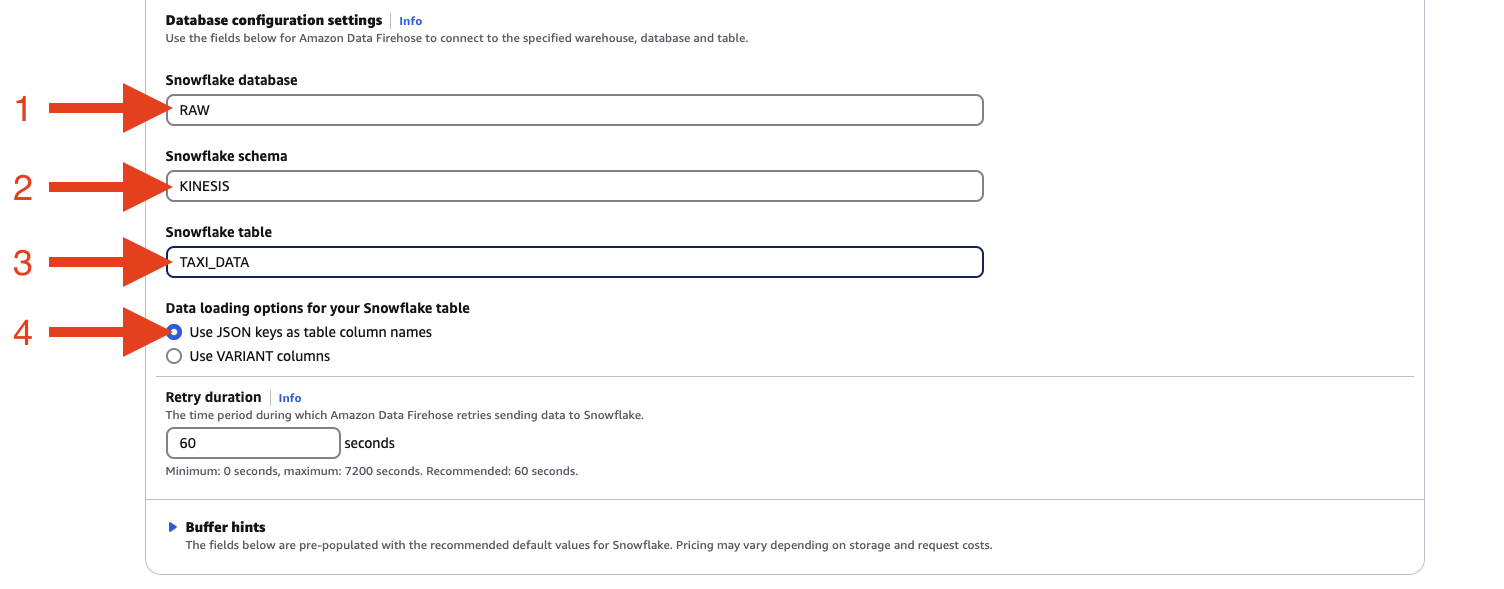 Database configuration settings Info
Use the fields below for Amazon Data Firehose to connect to the specified warehouse, database and table.
Snowflake database
1 RAW
Snowflake schema
2 KINESIS
Snowflake table
3 TAXI_DATA
Data loading options for your Snowflake table
4 Use JSON keys as table column names
Use VARIANT columns
Retry duration Info
The time period during which Amazon Data Firehose retries sending data to Snowflake.
60 seconds
Minimum: 0 seconds, maximum: 7200 seconds. Recommended: 60 seconds.
Buffer hints
The fields below are pre-populated with the recommended default values for Snowflake. Pricing may vary depending on storage and request costs.